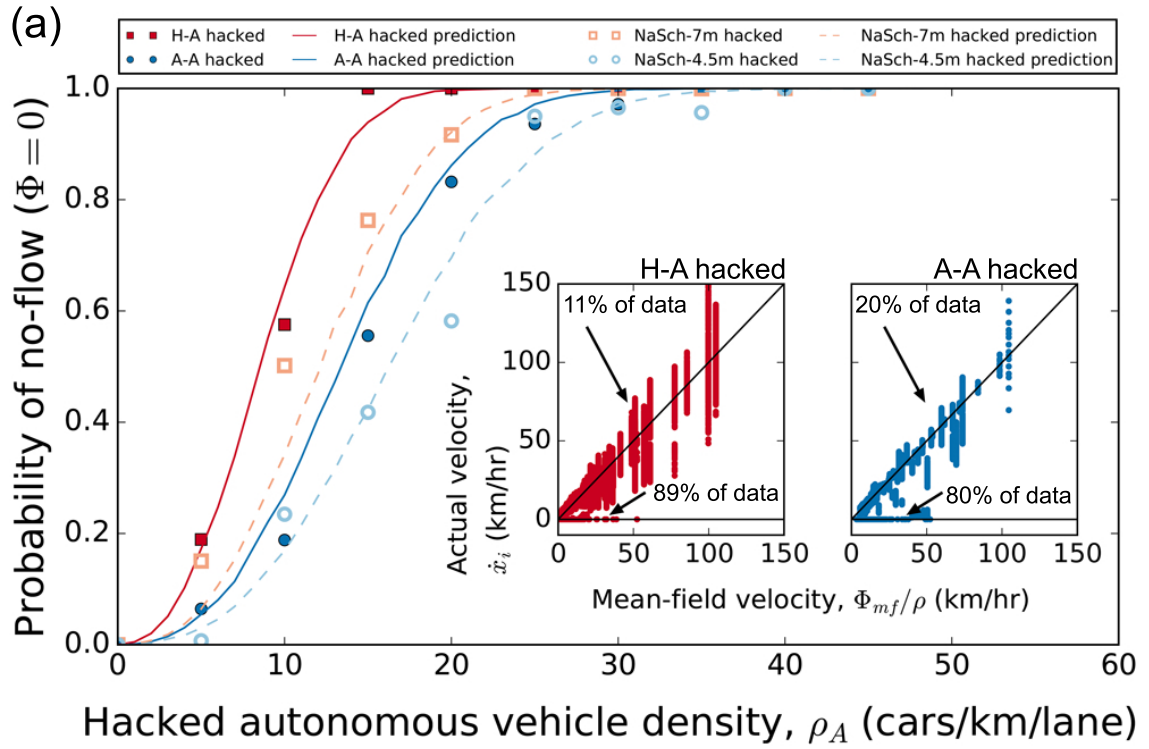 (a)
H-A hacked H-A hacked prediction NaSch-7m hacked NaSch-7m hacked prediction
A-A hacked A-A hacked prediction NaSch-4.5m hacked NaSch-4.5m hacked prediction
Probability of no-flow (Φ = 0)
1.0
0.8
0.6
0.4
0.2
0.0
H-A hacked A-A hacked
150
100
50
0
11% of data
89% of data
20% of data
80% of data
Actual velocity,
ẋᵢ (km/hr)
0 50 100 150 0 50 100 150
Mean-field velocity, Φ_mf/ρ (km/hr)
0 10 20 30 40 50 60
Hacked autonomous vehicle density, ρ_A (cars/km/lane)